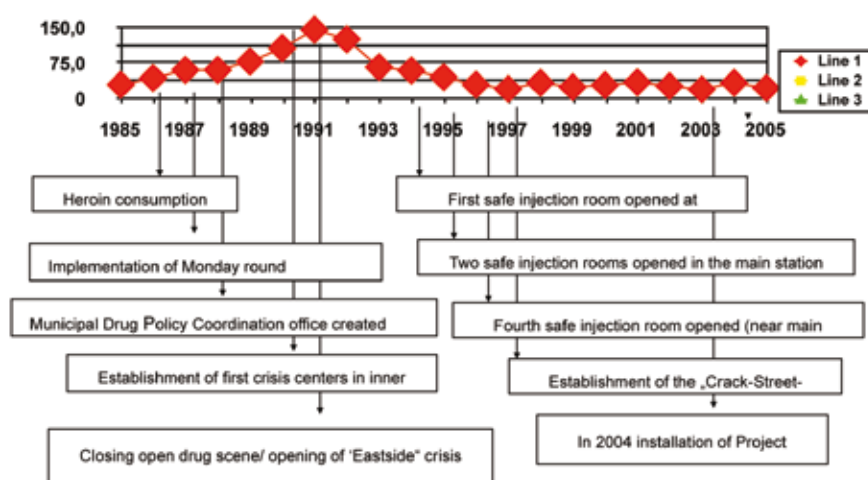 150,0
75,0
0
1985 1987 1989 1991 1993 1995 1997 1999 2001 2003 2005
Line 1
Line 2
Line 3
Heroin consumption
First safe injection room opened at
Implementation of Monday round
Two safe injection rooms opened in the main station
Municipal Drug Policy Coordination office created
Fourth safe injection room opened (near main
Establishment of first crisis centers in inner
Establishment of the „Crack-Street-
Closing open drug scene/ opening of 'Eastside“ crisis
In 2004 installation of Project